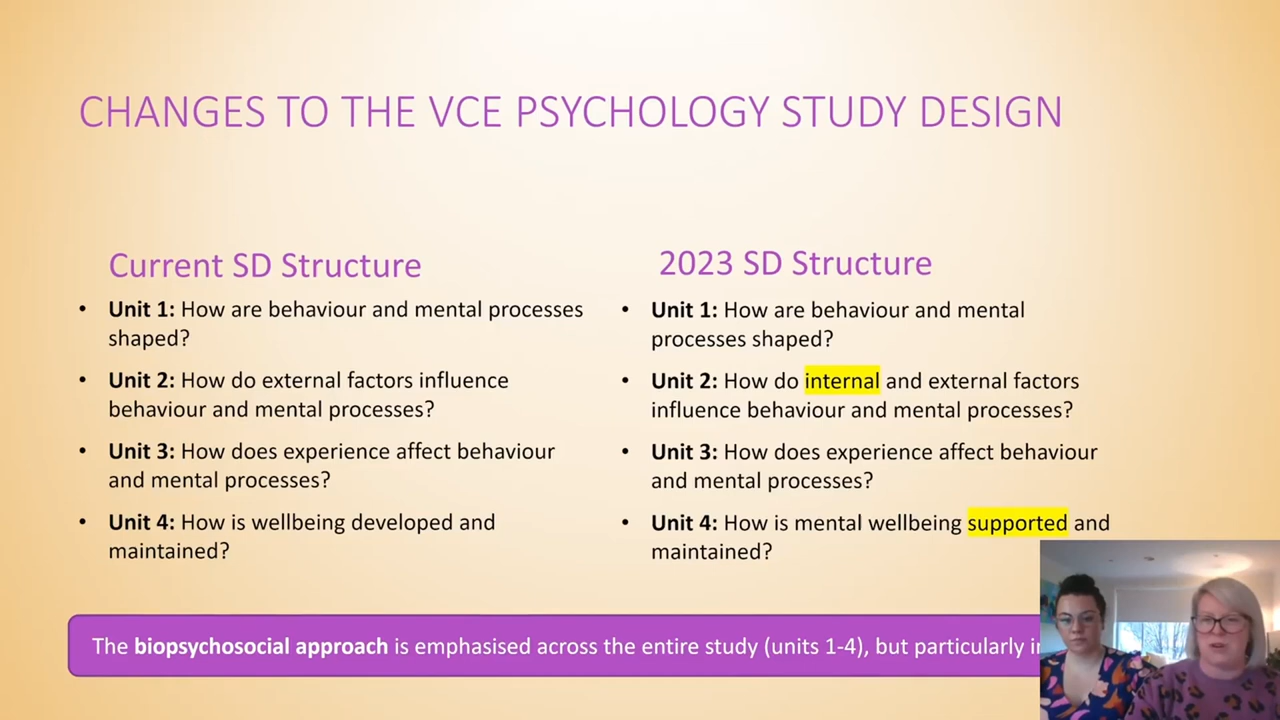 CHANGES TO THE VCE PSYCHOLOGY STUDY DESIGN
Current SD Structure
• Unit 1: How are behaviour and mental processes
shaped?
• Unit 2: How do external factors influence
behaviour and mental processes?
• Unit 3: How does experience affect behaviour
and mental processes?
• Unit 4: How is wellbeing developed and
maintained?
2023 SD Structure
• Unit 1: How are behaviour and mental
processes shaped?
• Unit 2: How do internal and external factors
influence behaviour and mental processes?
• Unit 3: How does experience affect behaviour
and mental processes?
• Unit 4: How is mental wellbeing supported and
maintained?
The biopsychosocial approach is emphasised across the entire study (units 1-4), but particularly